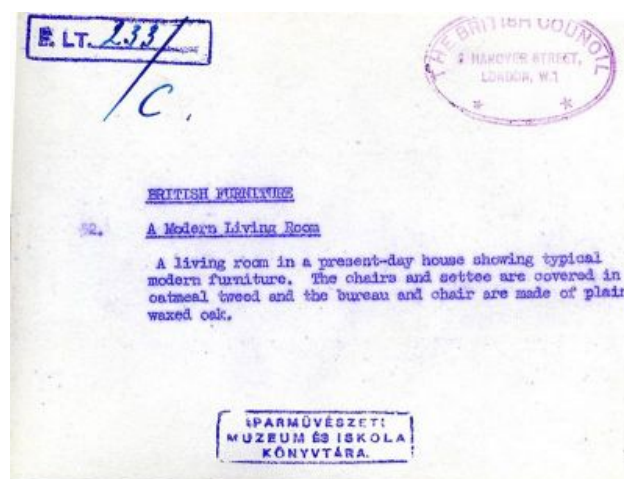 B. LT. 233/C.
THE BRITISH COUNCIL
HANOVER STREET,
LONDON, W.1
BRITISH FURNITURE
52. A Modern Living Room
A living room in a present-day house showing typical
modern furniture. The chairs and settee are covered in
oatmeal tweed and the bureau and chair are made of plain
waxed oak.
IPARMŰVÉSZETI
MUZEUM ÉS ISKOLA
KÖNYVTÁRA.